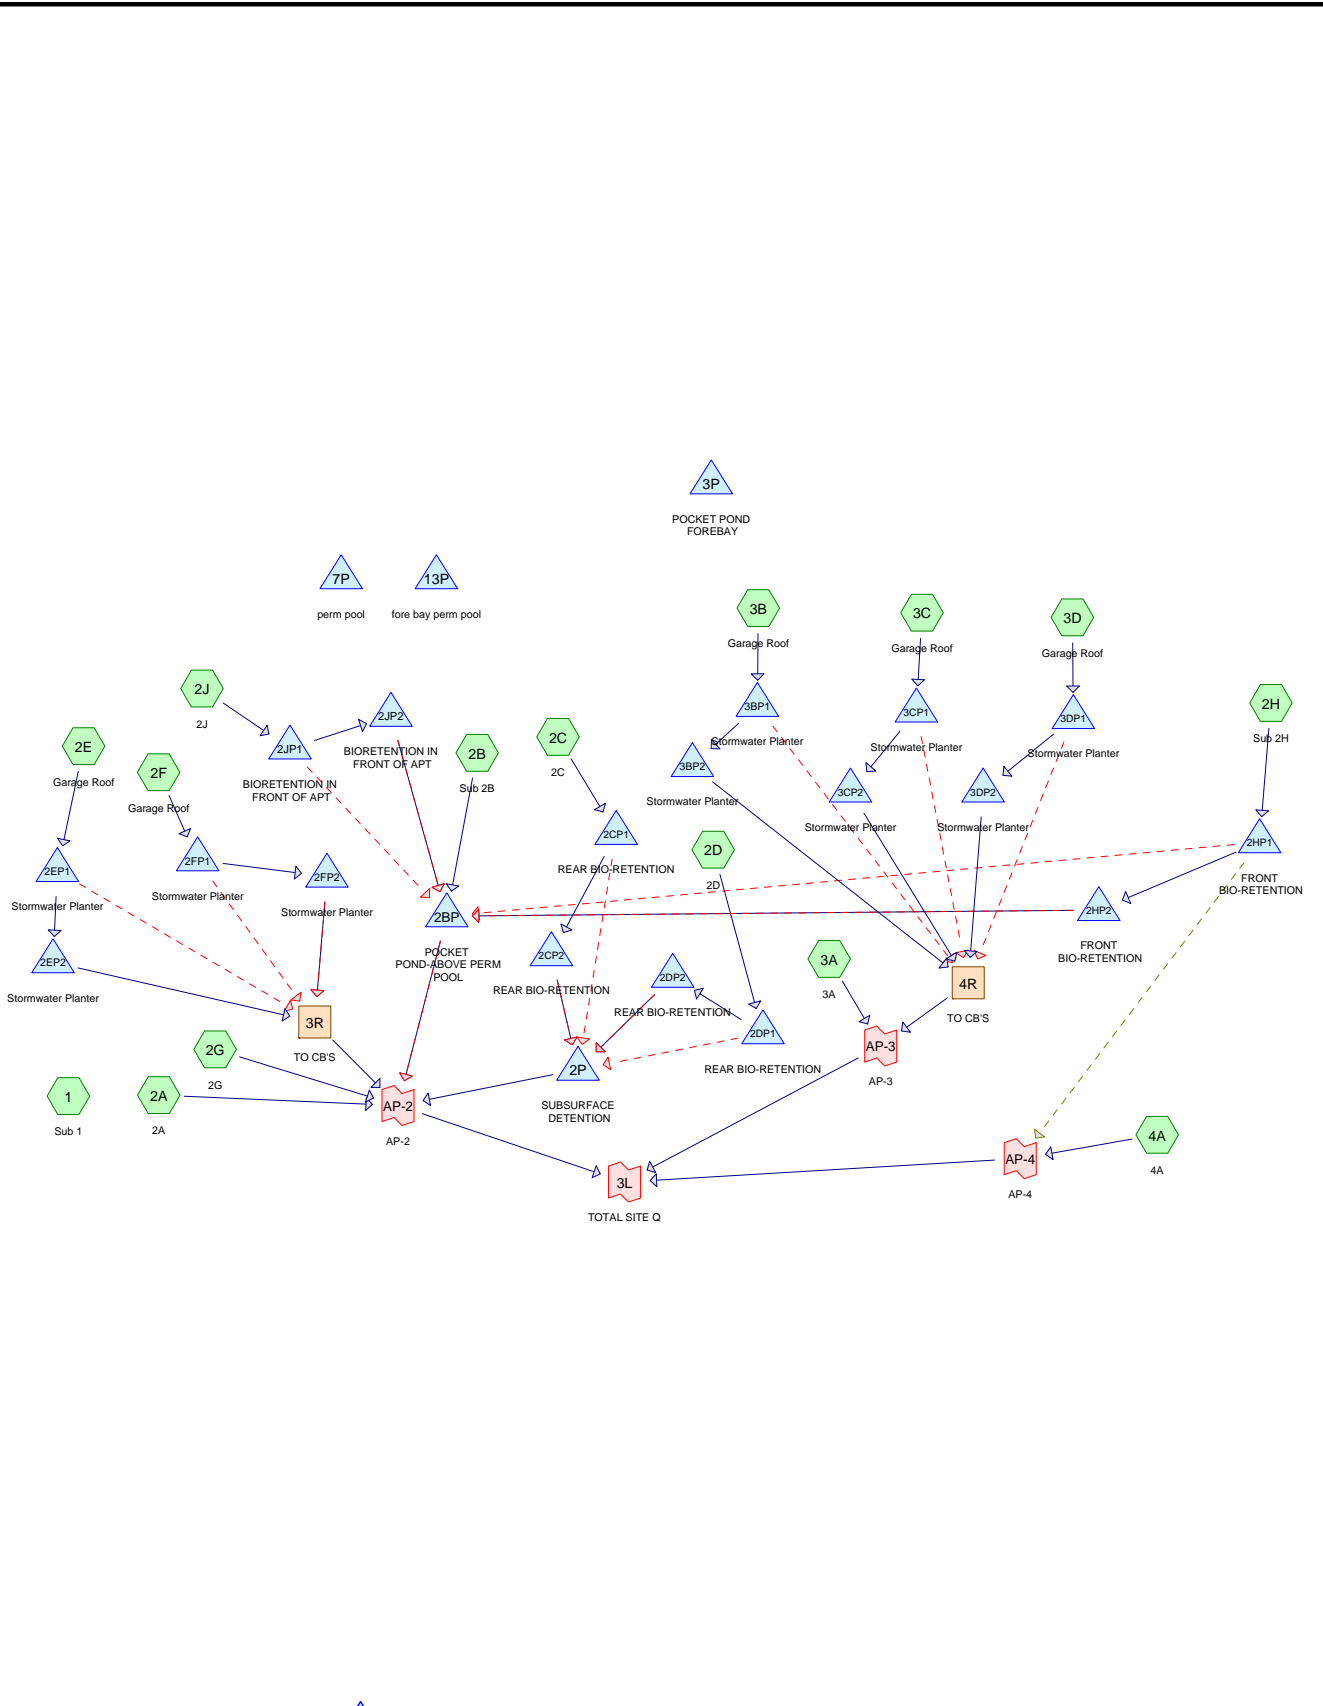 3P
POCKET POND
FOREBAY
7P
perm pool
13P
fore bay perm pool
3B
Garage Roof
3C
Garage Roof
3D
Garage Roof
2J
2J
2JP1
BIORETENTION IN
FRONT OF APT
2JP2
BIORETENTION IN
FRONT OF APT
2E
Garage Roof
2F
Garage Roof
2B
Sub 2B
2C
2C
3BP1
Stormwater Planter
3CP1
Stormwater Planter
3DP1
Stormwater Planter
2H
Sub 2H
3BP2
Stormwater Planter
3CP2
Stormwater Planter
3DP2
Stormwater Planter
2CP1
REAR BIO-RETENTION
2D
2D
2HP1
FRONT
BIO-RETENTION
2EP1
Stormwater Planter
2FP1
Stormwater Planter
2FP2
Stormwater Planter
2BP
POCKET
POND-ABOVE PERM
POOL
2HP2
FRONT
BIO-RETENTION
2EP2
Stormwater Planter
2CP2
REAR BIO-RETENTION
2DP2
REAR BIO-RETENTION
3A
3A
4R
TO CB'S
3R
TO CB'S
2DP1
REAR BIO-RETENTION
AP-3
AP-3
2G
2G
2P
SUBSURFACE
DETENTION
1
Sub 1
2A
2A
AP-2
AP-2
4A
4A
AP-4
AP-4
3L
TOTAL SITE Q